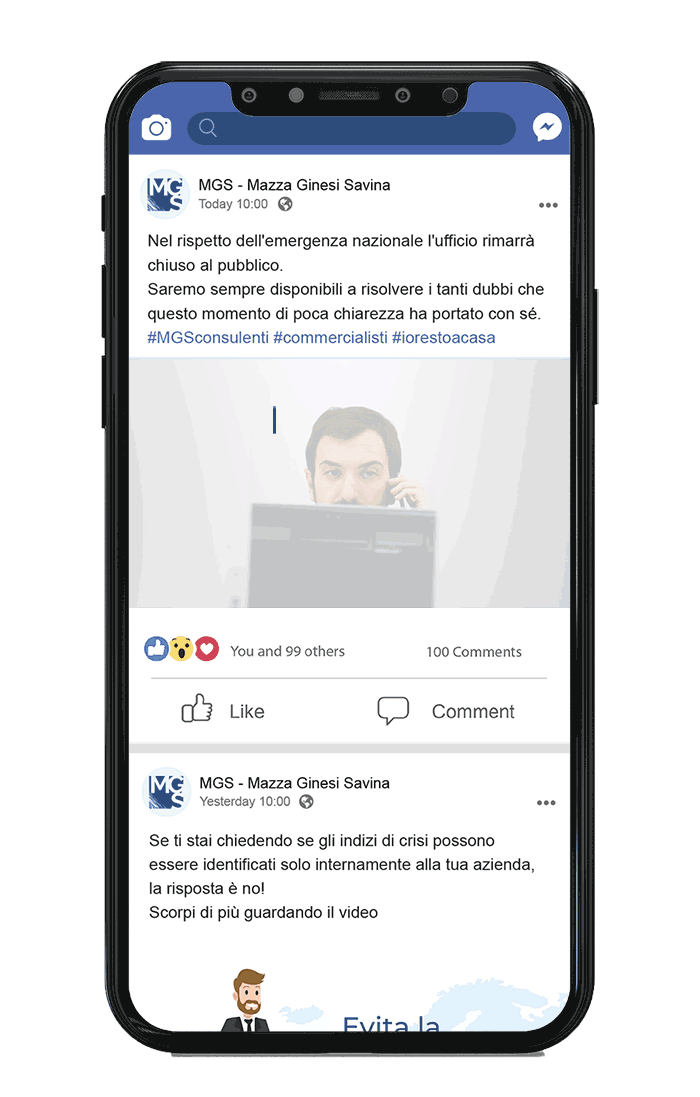 MGS - Mazza Ginesi Savina
Today 10:00
Nel rispetto dell'emergenza nazionale l'ufficio rimarrà
chiuso al pubblico.
Saremo sempre disponibili a risolvere i tanti dubbi che
questo momento di poca chiarezza ha portato con sé.
#MGSconsulenti #commercialisti #iorestoacasa
You and 99 others
100 Comments
Like
Comment
MGS
MGS - Mazza Ginesi Savina
Yesterday 10:00
Se ti stai chiedendo se gli indizi di crisi possono
essere identificati solo internamente alla tua azienda,
la risposta è no!
Scorpi di più guardando il video
Evita la